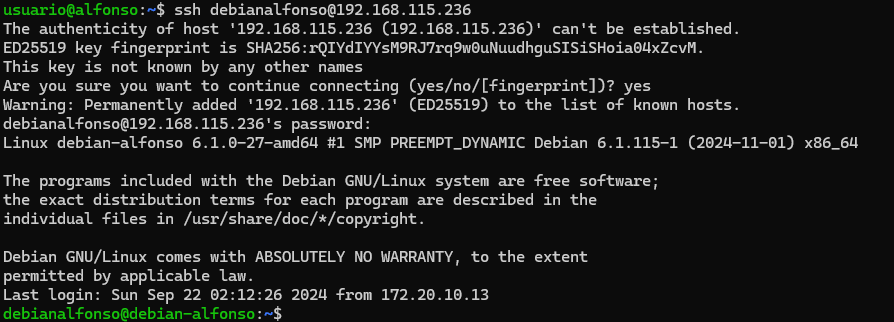 usuario@alfonso:~$ ssh debianalfonso@192.168.115.236
The authenticity of host '192.168.115.236 (192.168.115.236)' can't be established.
ED25519 key fingerprint is SHA256:rQIYdIYYsM9RJ7rq9w0uNuudhguSISiSHoia04xZcvM.
This key is not known by any other names
Are you sure you want to continue connecting (yes/no/[fingerprint])? yes
Warning: Permanently added '192.168.115.236' (ED25519) to the list of known hosts.
debianalfonso@192.168.115.236's password:
Linux debian-alfonso 6.1.0-27-amd64 #1 SMP PREEMPT_DYNAMIC Debian 6.1.115-1 (2024-11-01) x86_64
The programs included with the Debian GNU/Linux system are free software;
the exact distribution terms for each program are described in the
individual files in /usr/share/doc/*/copyright.
Debian GNU/Linux comes with ABSOLUTELY NO WARRANTY, to the extent
permitted by applicable law.
Last login: Sun Sep 22 02:12:26 2024 from 172.20.10.13
debianalfonso@debian-alfonso:~$